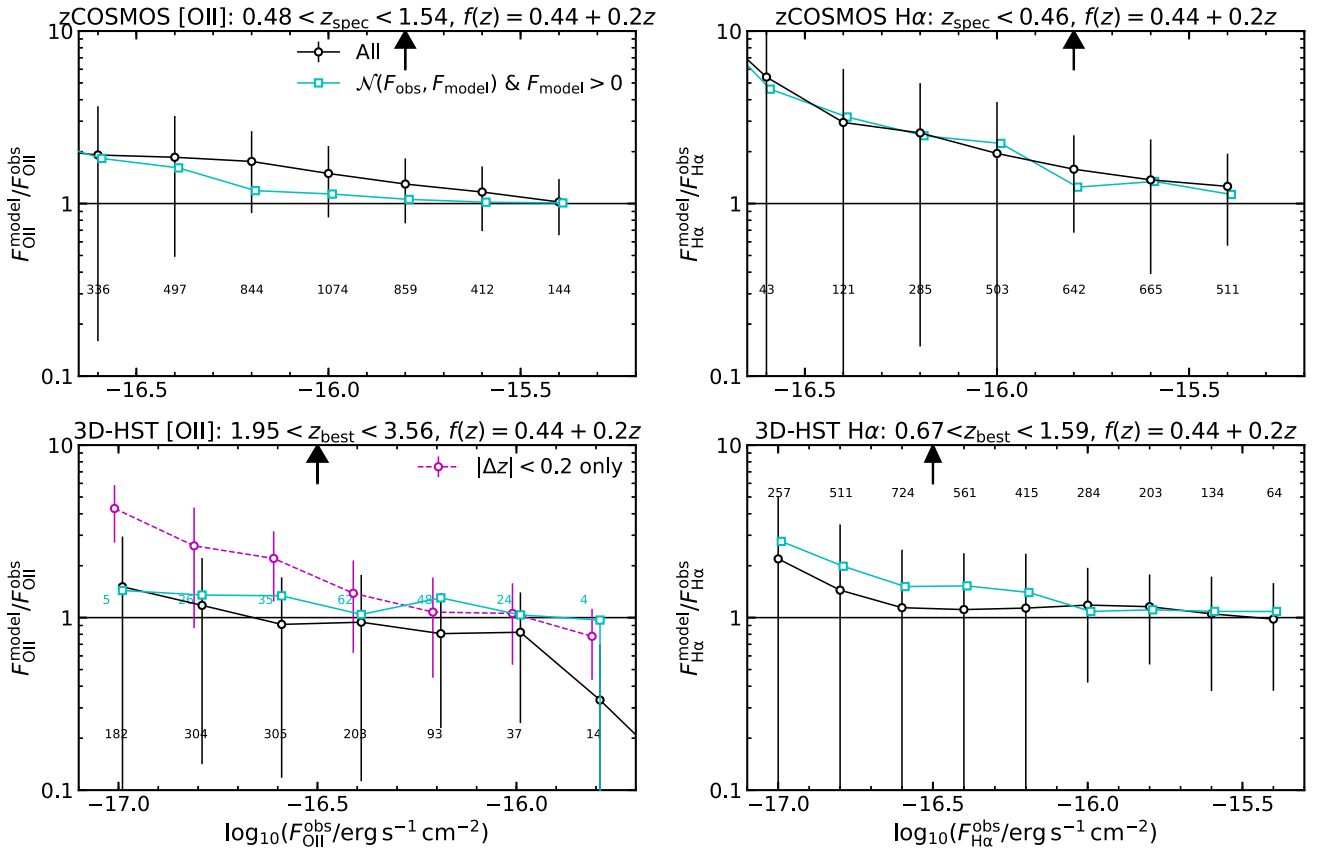 zCOSMOS [OII]: 0.48 < z_spec < 1.54, f(z) = 0.44 + 0.2z
10
1
0.1
F_OII^model/F_OII^obs
All
𝒩(F_obs, F_model) & F_model > 0
336 497 844 1074 859 412 144
−16.5 −16.0 −15.5
zCOSMOS Hα: z_spec < 0.46, f(z) = 0.44 + 0.2z
10
1
0.1
F_Hα^model/F_Hα^obs
43 121 285 503 642 665 511
−16.5 −16.0 −15.5
3D-HST [OII]: 1.95 < z_best < 3.56, f(z) = 0.44 + 0.2z
10
1
0.1
F_OII^model/F_OII^obs
|Δz| < 0.2 only
5 26 35 62 48 24 4
182 304 305 203 93 37 14
−17.0 −16.5 −16.0
log₁₀(F_OII^obs/erg s⁻¹ cm⁻²)
3D-HST Hα: 0.67<z_best < 1.59, f(z) = 0.44 + 0.2z
10
1
0.1
F_Hα^model/F_Hα^obs
257 511 724 561 415 284 203 134 64
−17.0 −16.5 −16.0 −15.5
log₁₀(F_Hα^obs/erg s⁻¹ cm⁻²)